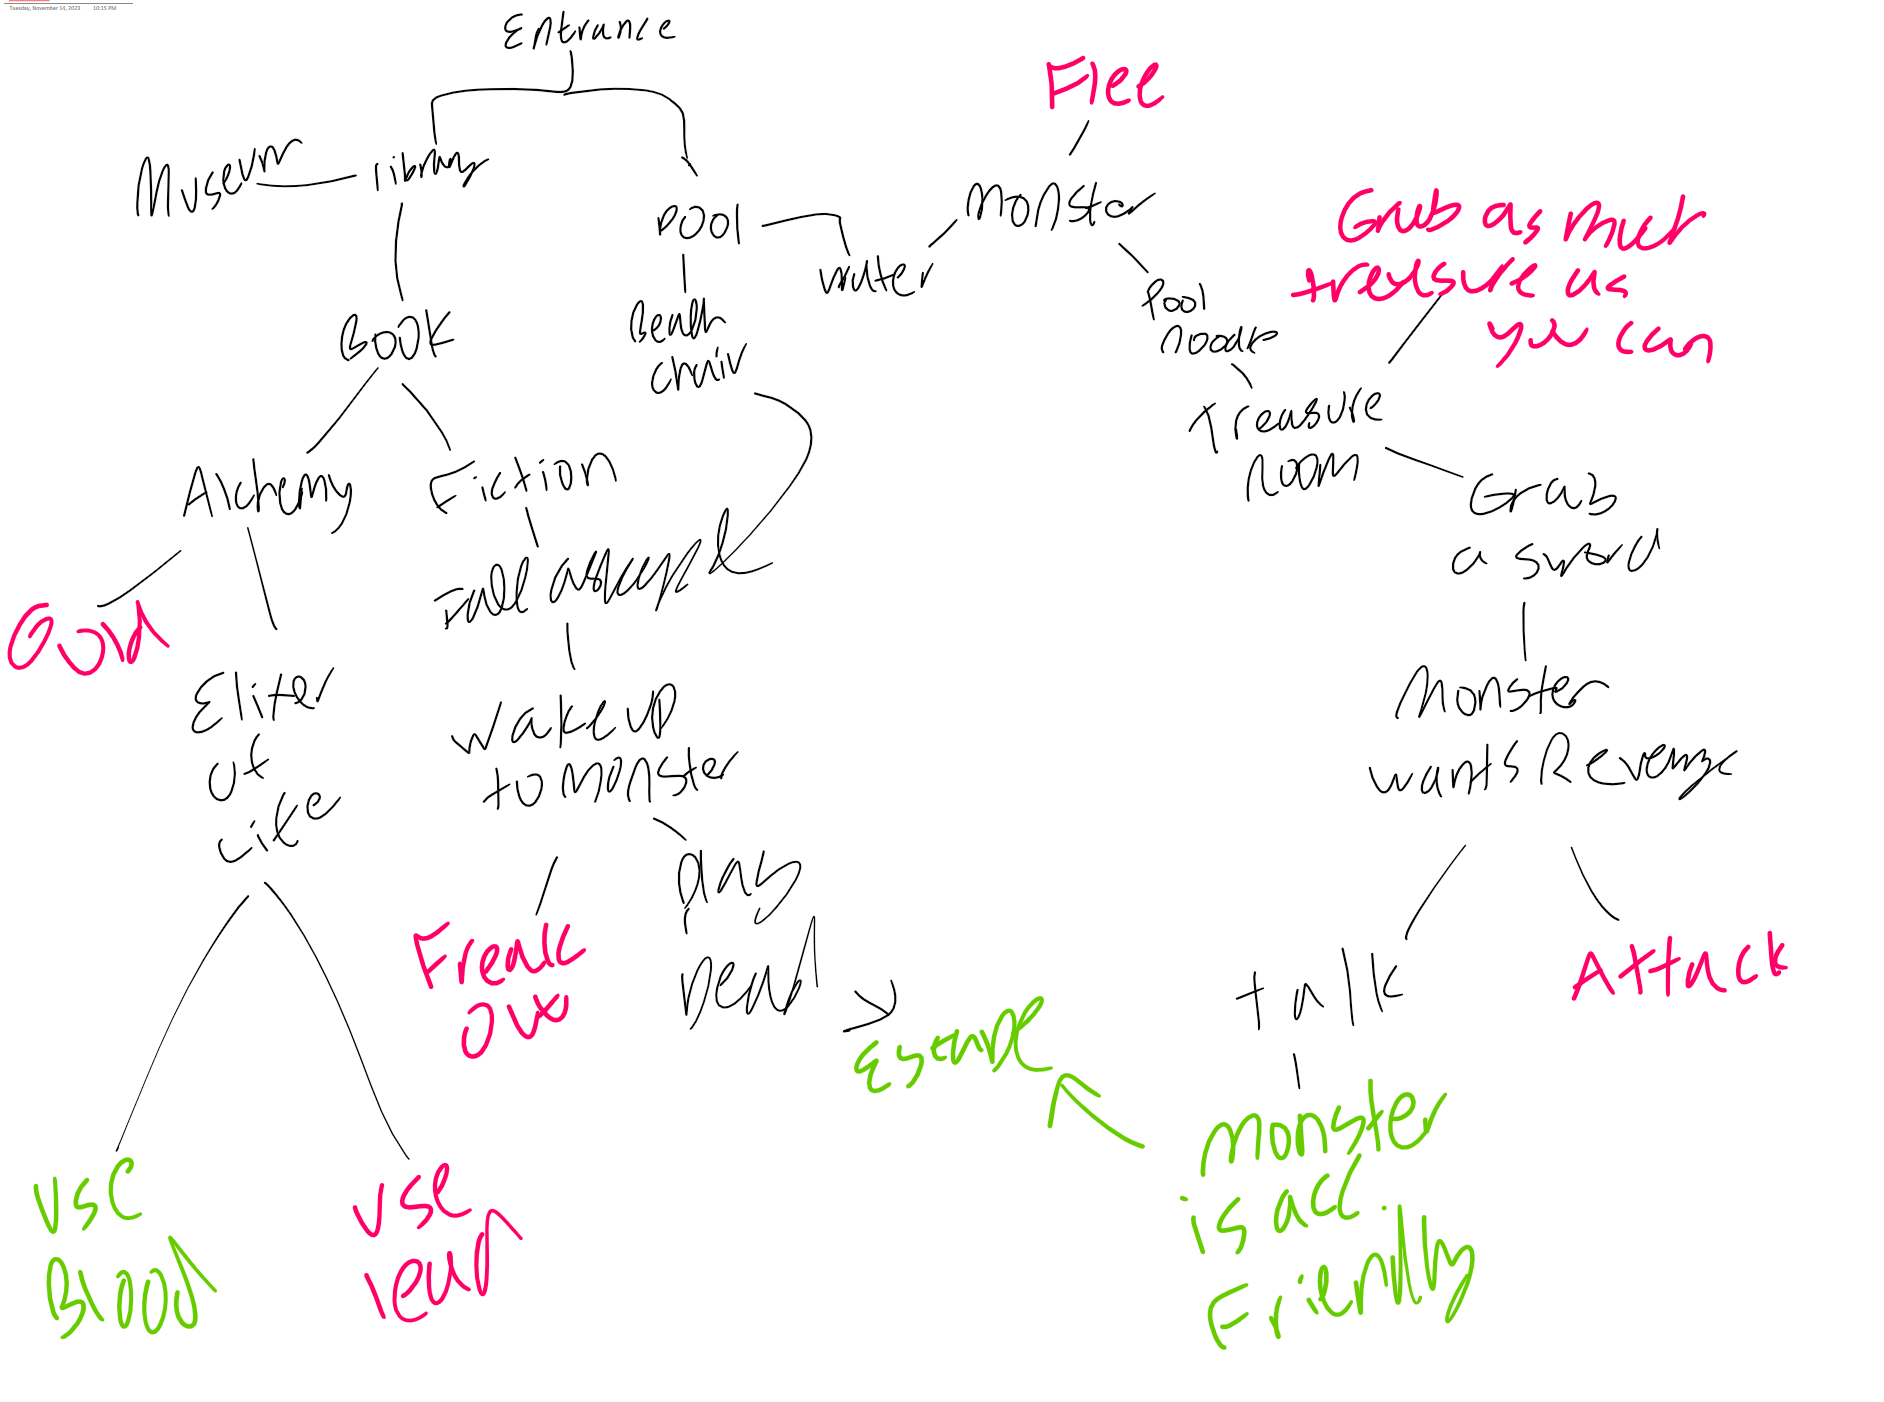 Tuesday, November 14, 2023 10:15 PM
Entrance
Flee
Museum
library
monster
Grab as much
treasure as
you can
POOl
water
Pool
noodle
BOOK
Beach
chair
Treasure
room
Alchemy
Fiction
Grab
a sword
Fall asleep
Gold
Elixer
of
Life
wake up
to monster
Monster
wants Revenge
play
Dead
Freak
Out
talk
Attack
Escape
monster
is all
Friendly
Use
Blood
Use
lead